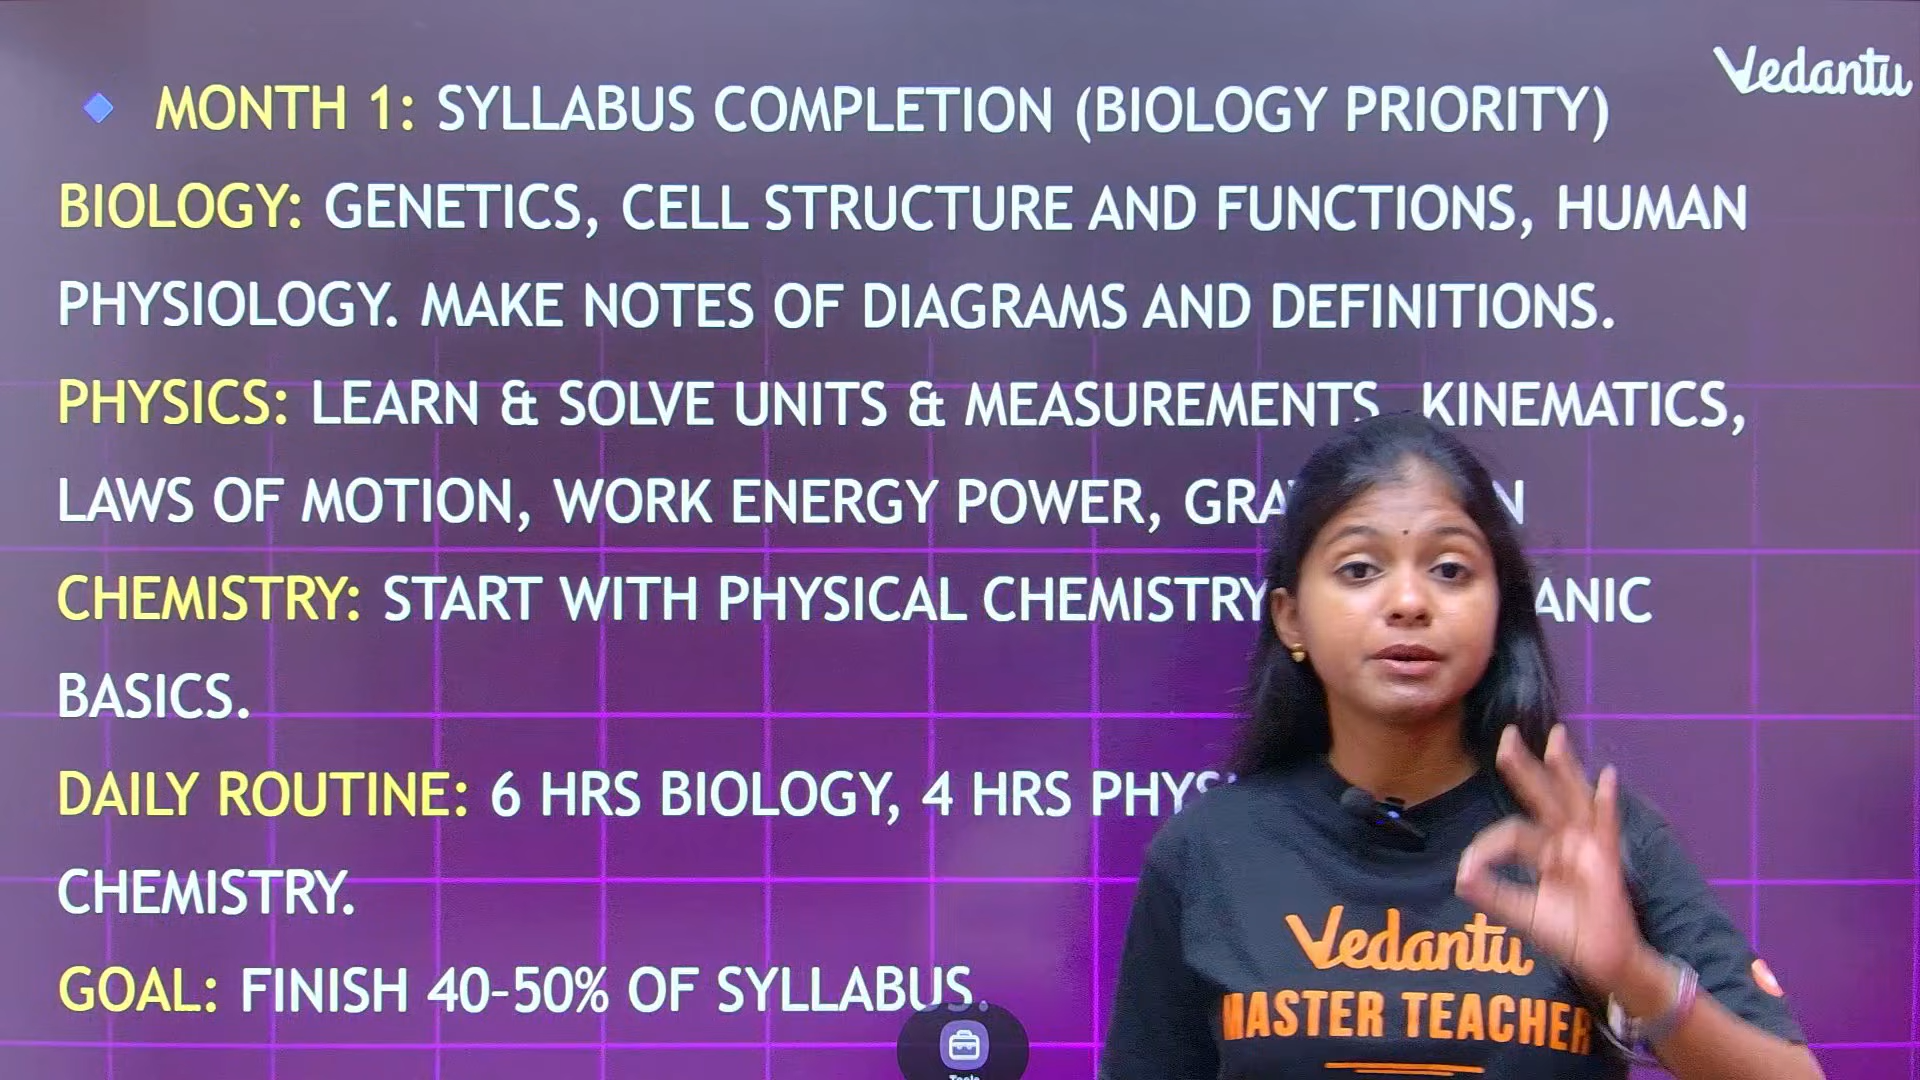 Vedantu
MONTH 1: SYLLABUS COMPLETION (BIOLOGY PRIORITY)
BIOLOGY: GENETICS, CELL STRUCTURE AND FUNCTIONS, HUMAN
PHYSIOLOGY. MAKE NOTES OF DIAGRAMS AND DEFINITIONS.
PHYSICS: LEARN & SOLVE UNITS & MEASUREMENTS, KINEMATICS,
LAWS OF MOTION, WORK ENERGY POWER,
CHEMISTRY: START WITH PHYSICAL CHEMISTRY
BASICS.
DAILY ROUTINE: 6 HRS BIOLOGY, 4 HRS
CHEMISTRY.
GOAL: FINISH 40-50% OF SYLLABUS.
Vedantu
MASTER TEACHER